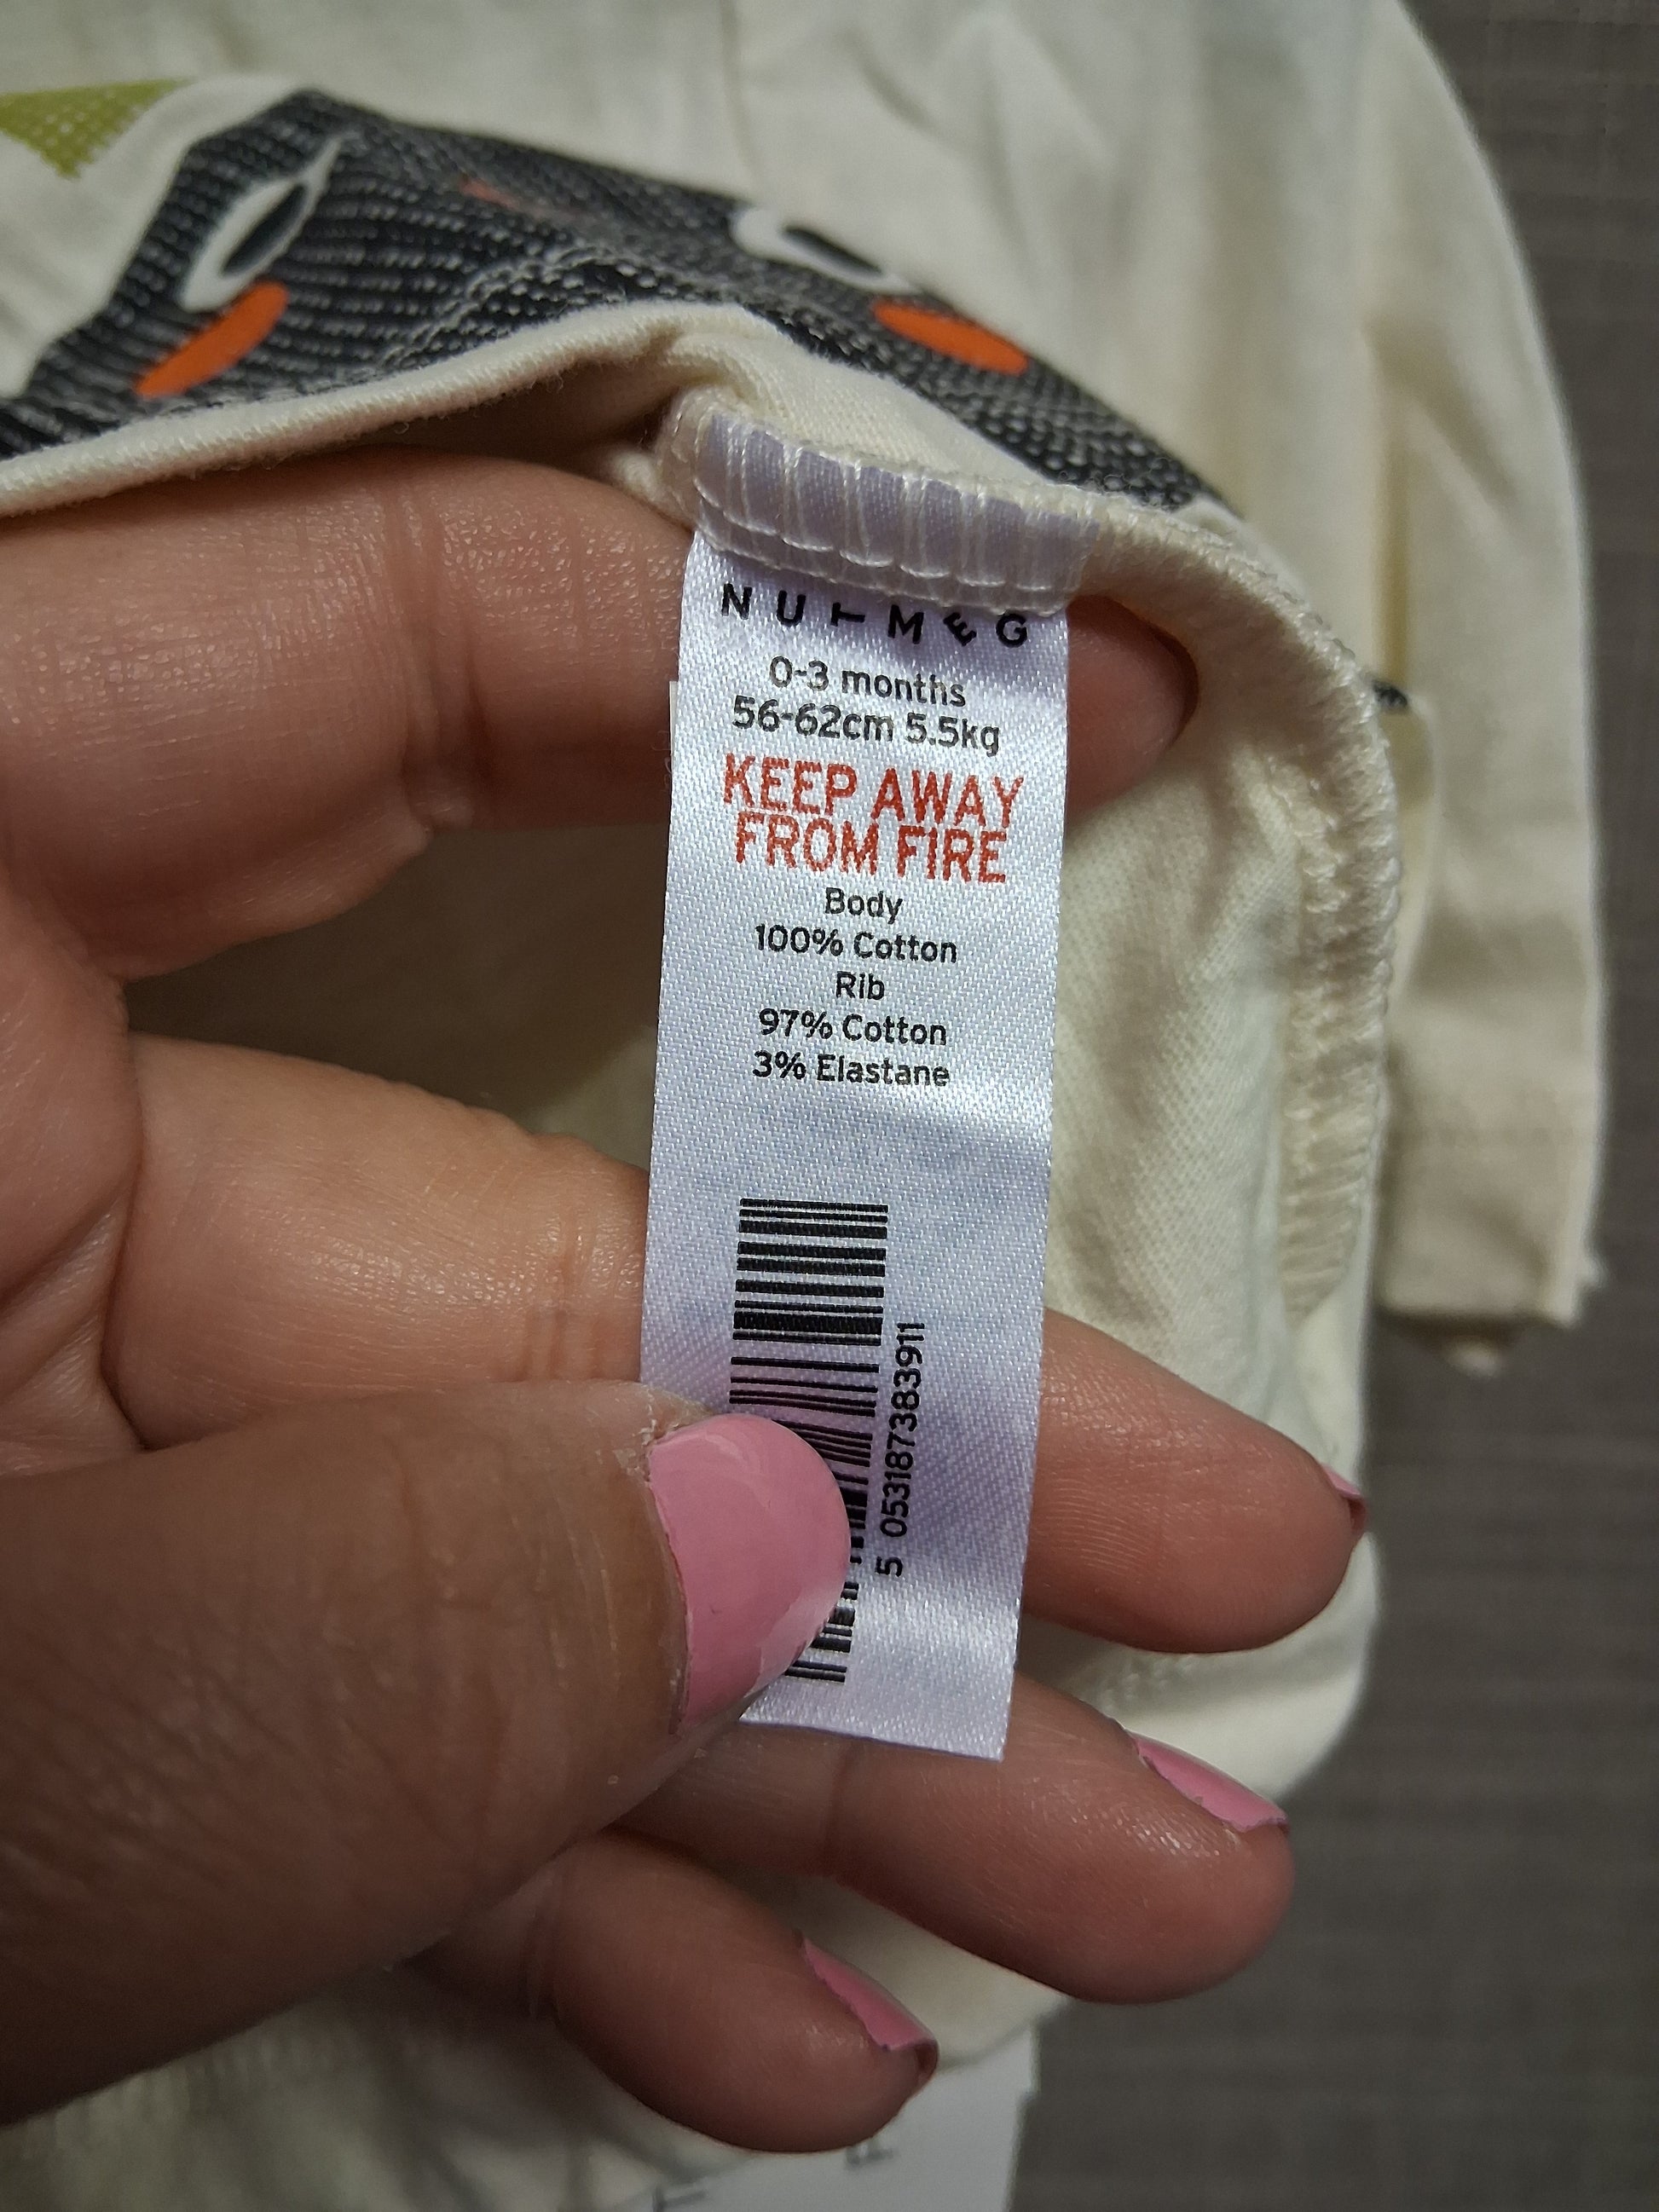 NUTMEG
0-3 months
56-62cm 5.5kg
KEEP AWAY
FROM FIRE
Body
100% Cotton
Rib
97% Cotton
3% Elastane
5 053187383911